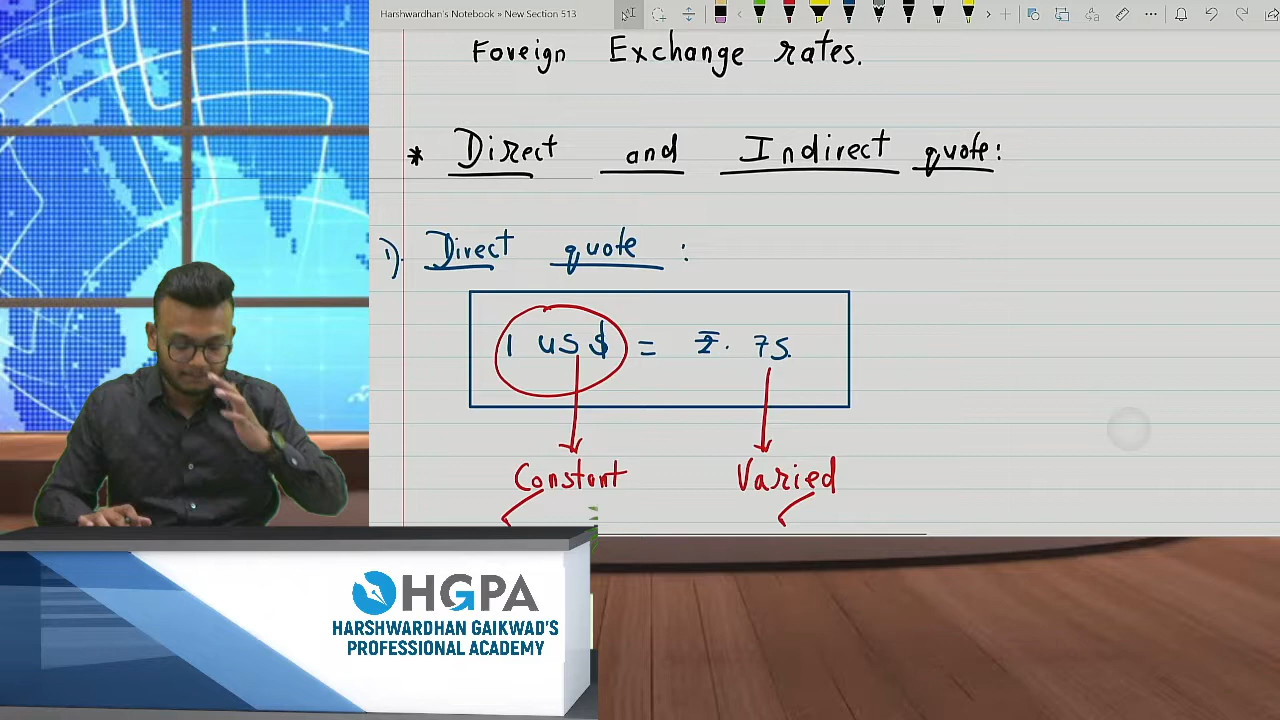 Harshwardhan's Notebook » New Section 513
Foreign Exchange rates.
* Direct and Indirect quote:
1). Direct quote :
1 US $ = ₹. 75.
Constant Varied
HGPA
HARSHWARDHAN GAIKWAD'S
PROFESSIONAL ACADEMY